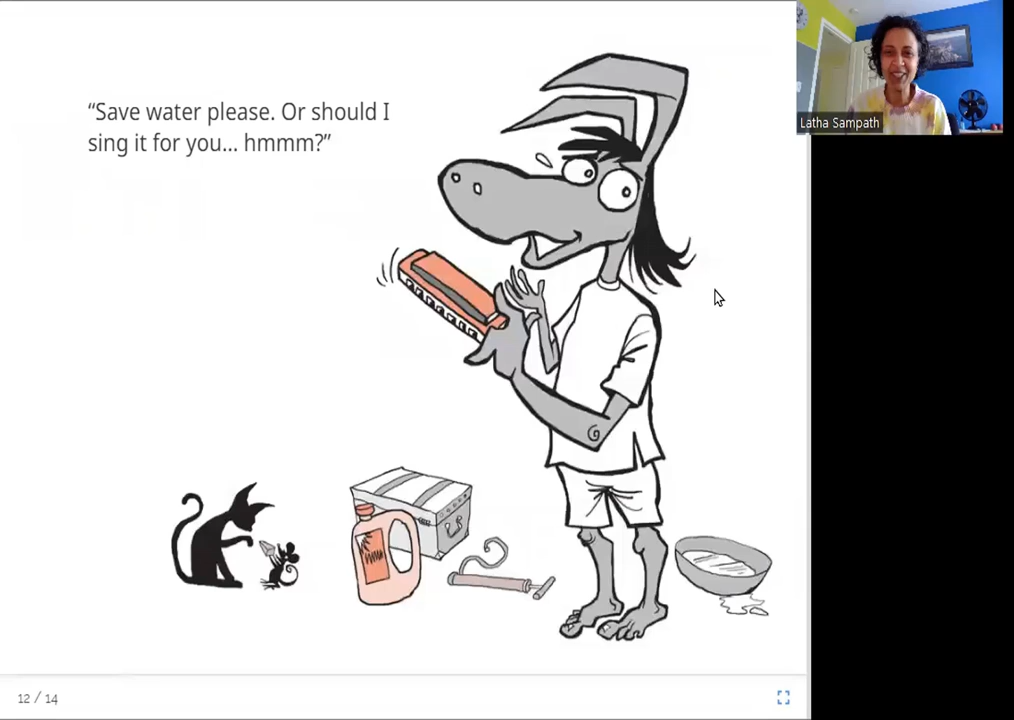 “Save water please. Or should I
sing it for you... hmmm?”
Latha Sampath
12 / 14